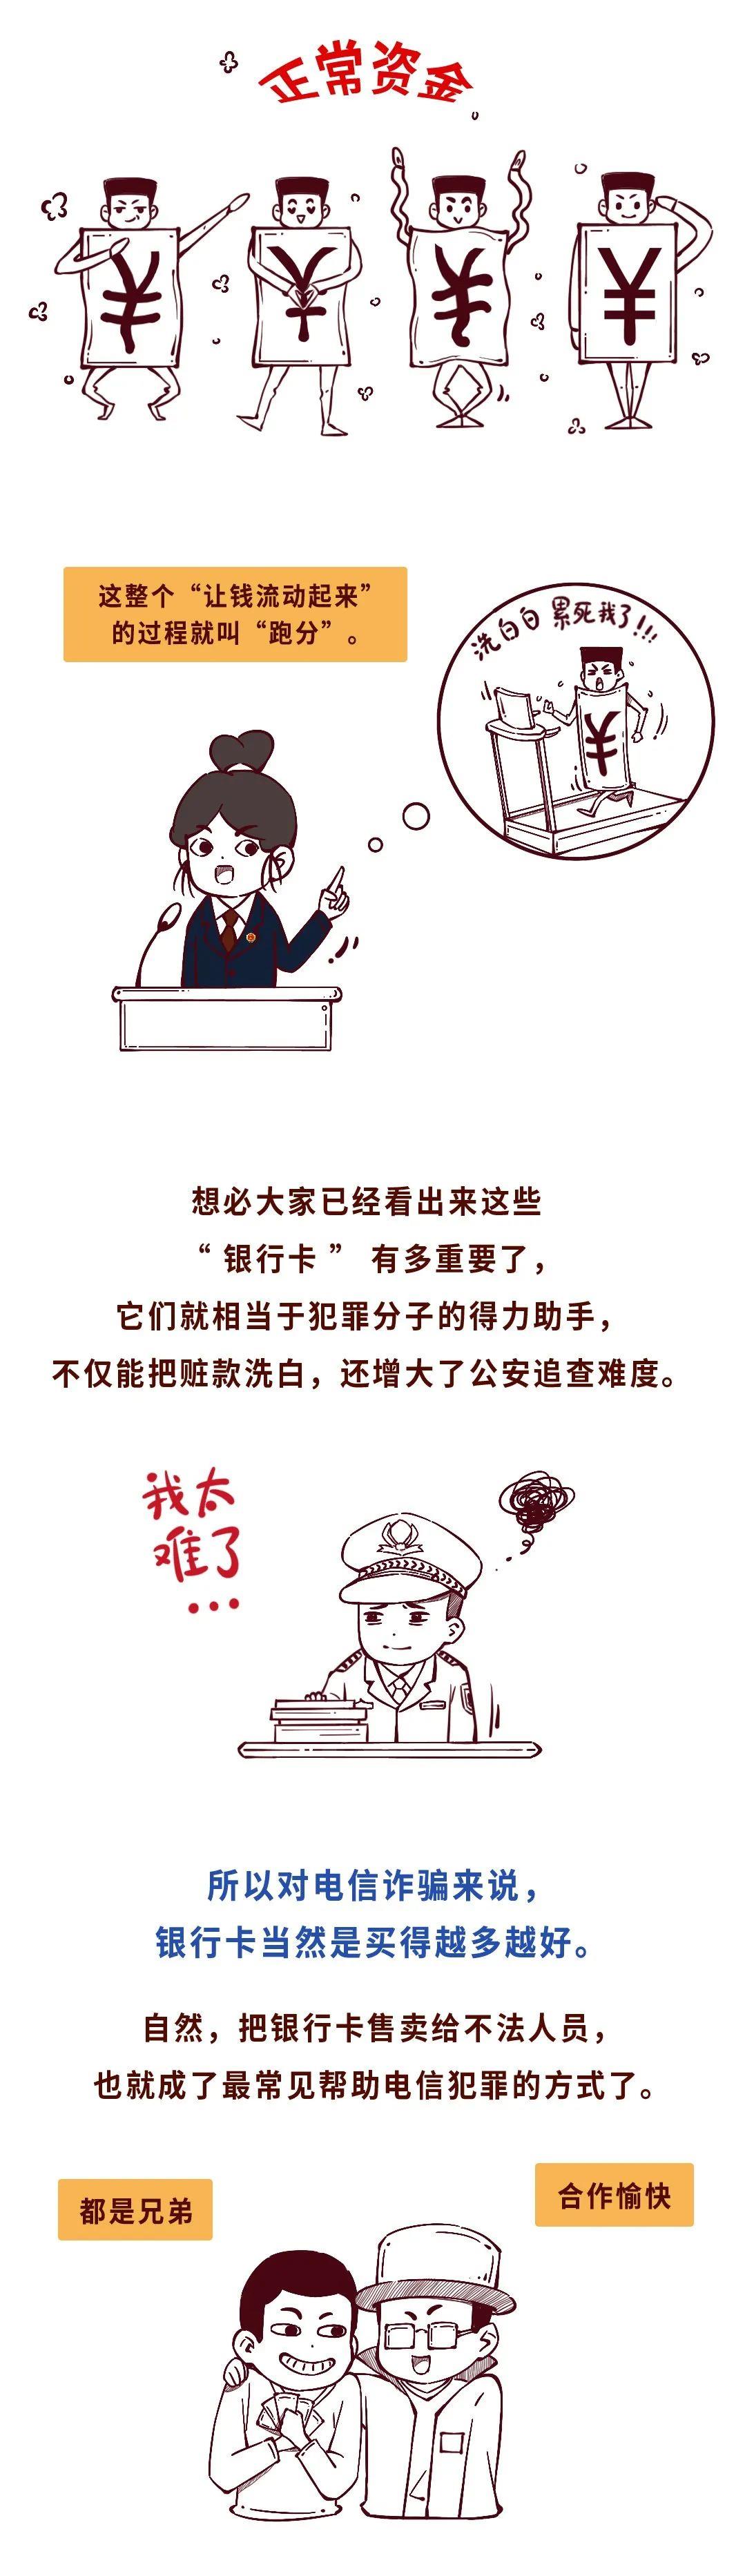 正常资金
这整个“让钱流动起来”
的过程就叫“跑分”。
洗白白 累死我了!!!
想必大家已经看出来这些
“银行卡” 有多重要了，
它们就相当于犯罪分子的得力助手，
不仅能把赃款洗白，还增大了公安追查难度。
我太
难了
...
所以对电信诈骗来说，
银行卡当然是买得越多越好。
自然，把银行卡售卖给不法人员，
也就成了最常见帮助电信犯罪的方式了。
都是兄弟
合作愉快